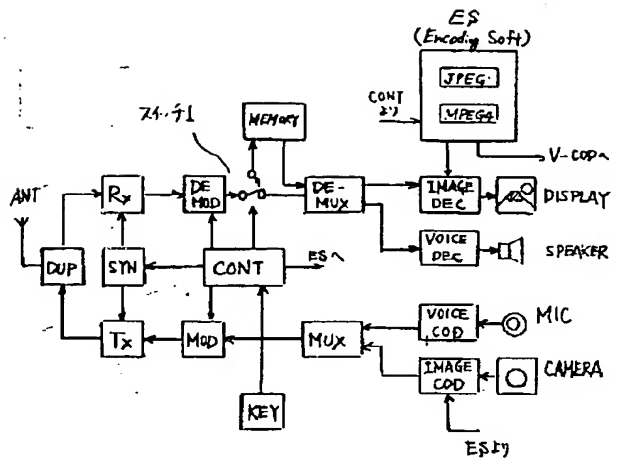 ES
(Encoding Soft)
JPEG
MPEG4
CONT
より
V-CODへ
スイッチ1
MEMORY
ANT
Rx
DE
MOD
DE-
MUX
IMAGE
DEC
DISPLAY
VOICE
DEC
SPEAKER
DUP
SYN
CONT
ESへ
Tx
MOD
MUX
VOICE
COD
MIC
IMAGE
COD
CAMERA
KEY
ESより